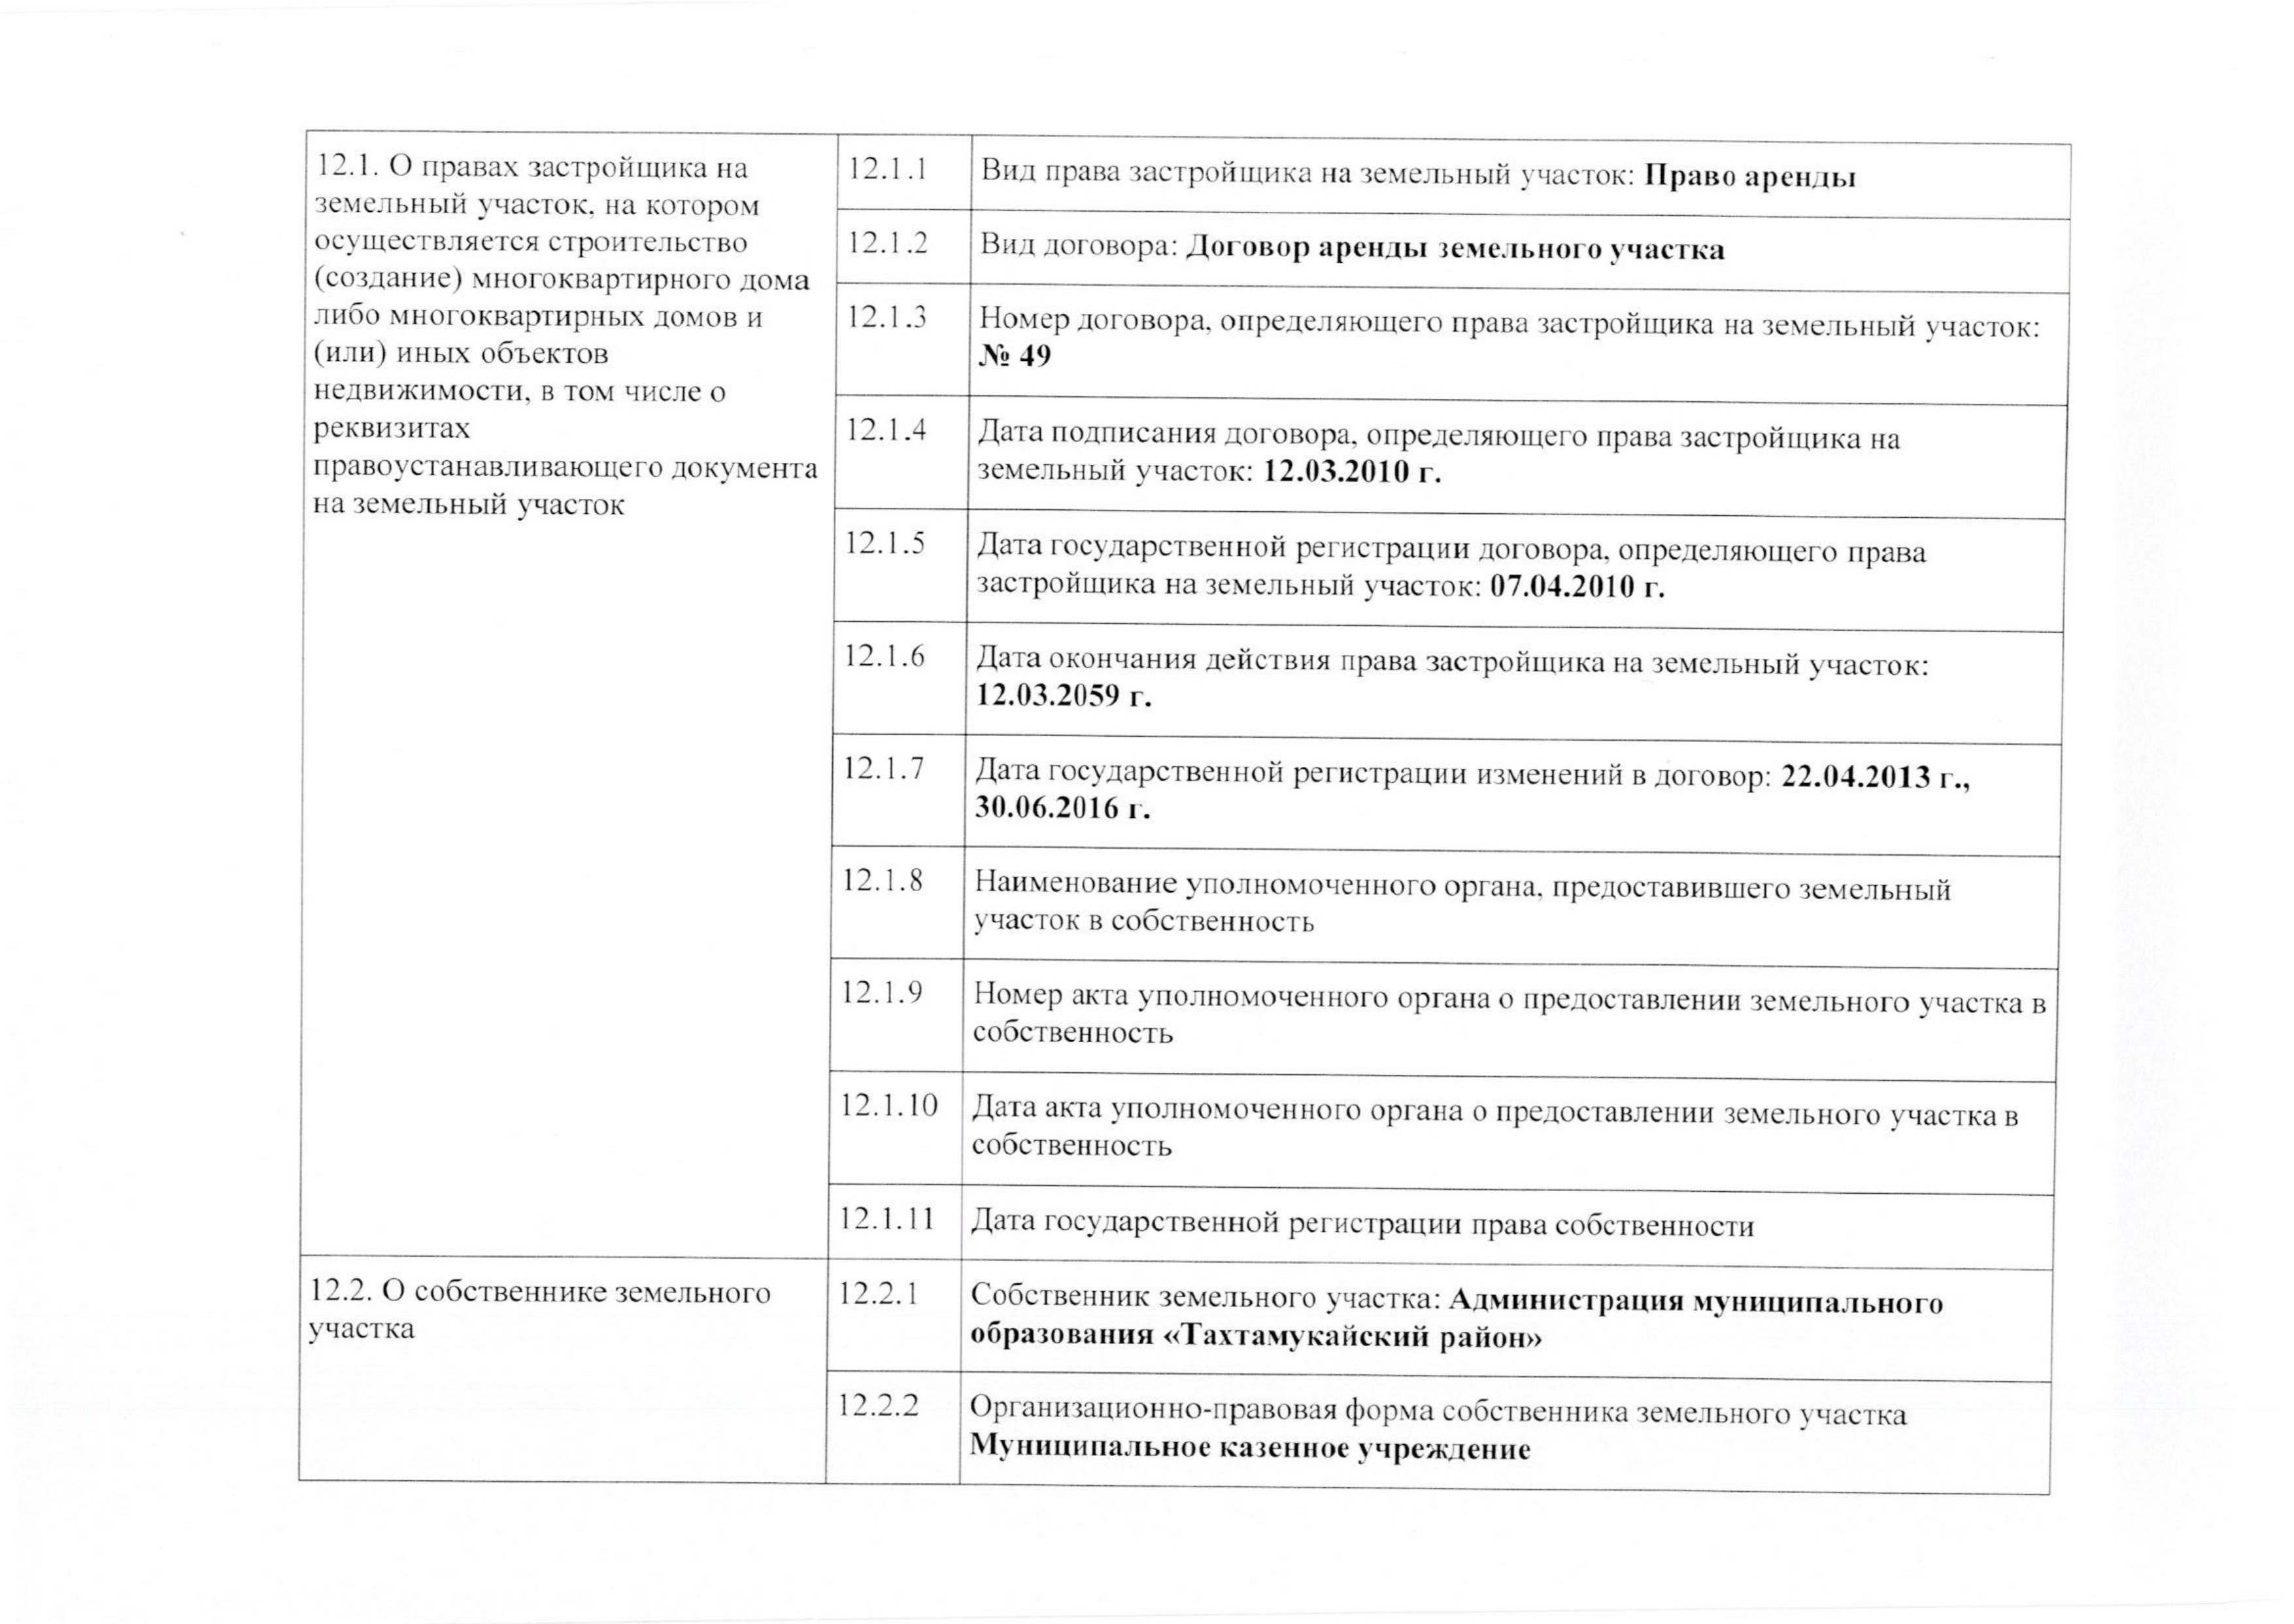 12.1. О правах застройщика на
земельный участок, на котором
осуществляется строительство
(создание) многоквартирного дома
либо многоквартирных домов и
(или) иных объектов
недвижимости, в том числе о
реквизитах
правоустанавливающего документа
на земельный участок
12.1.1
Вид права застройщика на земельный участок: Право аренды
12.1.2
Вид договора: Договор аренды земельного участка
12.1.3
Номер договора, определяющего права застройщика на земельный участок:
№ 49
12.1.4
Дата подписания договора, определяющего права застройщика на
земельный участок: 12.03.2010 г.
12.1.5
Дата государственной регистрации договора, определяющего права
застройщика на земельный участок: 07.04.2010 г.
12.1.6
Дата окончания действия права застройщика на земельный участок:
12.03.2059 г.
12.1.7
Дата государственной регистрации изменений в договор: 22.04.2013 г.,
30.06.2016 г.
12.1.8
Наименование уполномоченного органа, предоставившего земельный
участок в собственность
12.1.9
Номер акта уполномоченного органа о предоставлении земельного участка в
собственность
12.1.10
Дата акта уполномоченного органа о предоставлении земельного участка в
собственность
12.1.11
Дата государственной регистрации права собственности
12.2. О собственнике земельного
участка
12.2.1
Собственник земельного участка: Администрация муниципального
образования «Тахтамукайский район»
12.2.2
Организационно-правовая форма собственника земельного участка
Муниципальное казенное учреждение